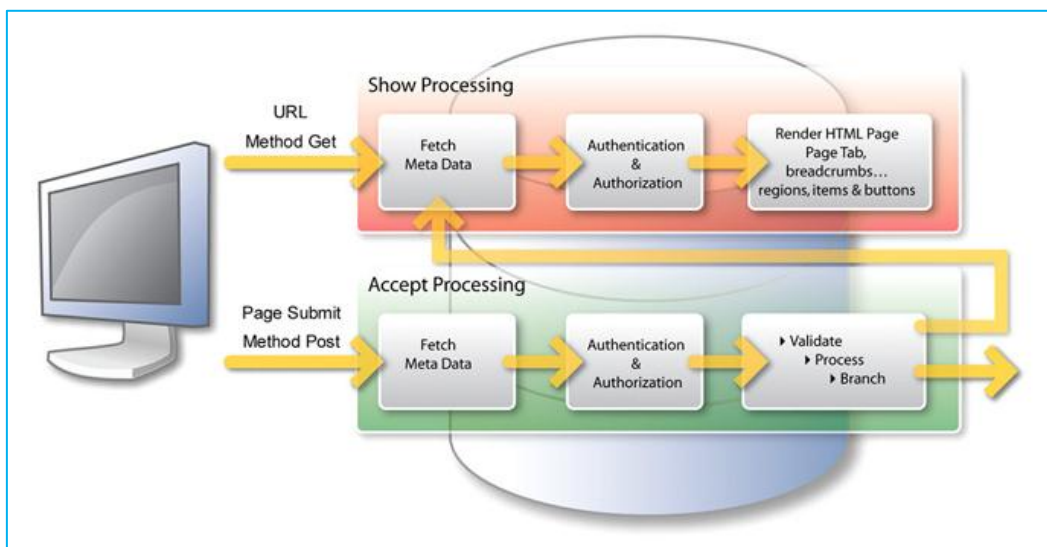 Show Processing
URL
Method Get
Fetch
Meta Data
Authentication
&
Authorization
Render HTML Page
Page Tab,
breadcrumbs...
regions, items & buttons
Accept Processing
Page Submit
Method Post
Fetch
Meta Data
Authentication
&
Authorization
Validate
Process
Branch